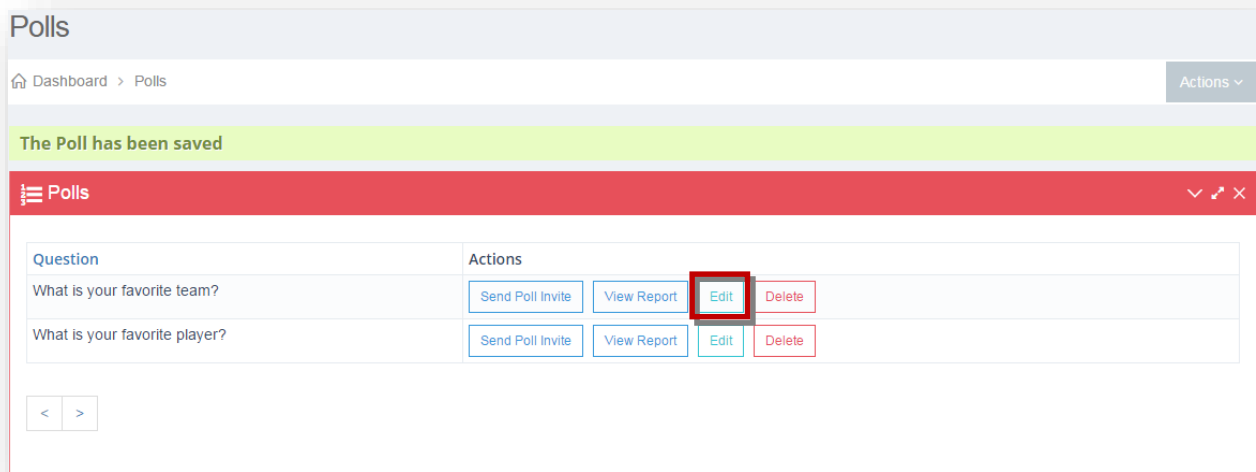 Polls
Dashboard > Polls
Actions
The Poll has been saved
Polls
Question Actions
What is your favorite team? Send Poll Invite View Report Edit Delete
What is your favorite player? Send Poll Invite View Report Edit Delete
< >